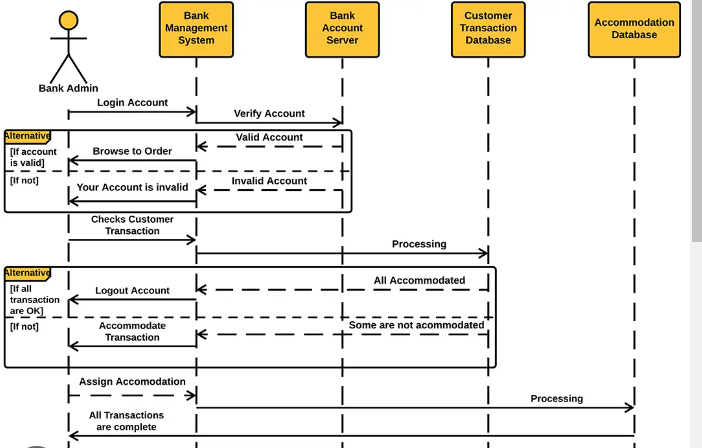 Bank
Management
System
Bank
Account
Server
Customer
Transaction
Database
Accommodation
Database
Bank Admin
Login Account
Verify Account
Alternative
Valid Account
[If account
is valid]
Browse to Order
[If not]
Invalid Account
Your Account is invalid
Checks Customer
Transaction
Processing
Alternative
All Accommodated
[If all
transaction
are OK]
Logout Account
[If not]
Accommodate
Transaction
Some are not acommodated
Assign Accomodation
Processing
All Transactions
are complete